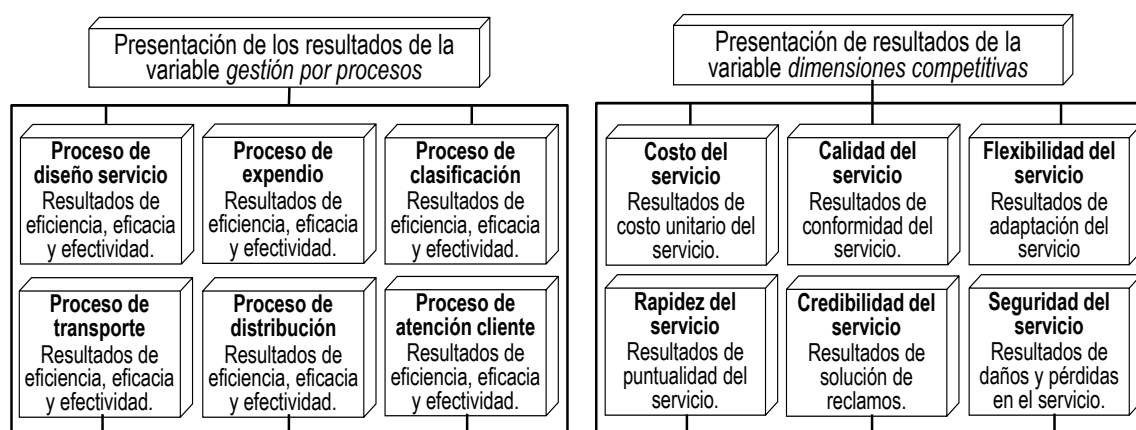 Presentación de los resultados de la
variable gestión por procesos
Proceso de
diseño servicio
Resultados de
eficiencia, eficacia
y efectividad.
Proceso de
expendio
Resultados de
eficiencia, eficacia
y efectividad.
Proceso de
clasificación
Resultados de
eficiencia, eficacia
y efectividad.
Proceso de
transporte
Resultados de
eficiencia, eficacia
y efectividad.
Proceso de
distribución
Resultados de
eficiencia, eficacia
y efectividad.
Proceso de
atención cliente
Resultados de
eficiencia, eficacia
y efectividad.
Presentación de resultados de la
variable dimensiones competitivas
Costo del
servicio
Resultados de
costo unitario del
servicio.
Calidad del
servicio
Resultados de
conformidad del
servicio.
Flexibilidad del
servicio
Resultados de
adaptación del
servicio
Rapidez del
servicio
Resultados de
puntualidad del
servicio.
Credibilidad del
servicio
Resultados de
solución de
reclamos.
Seguridad del
servicio
Resultados de
daños y pérdidas
en el servicio.